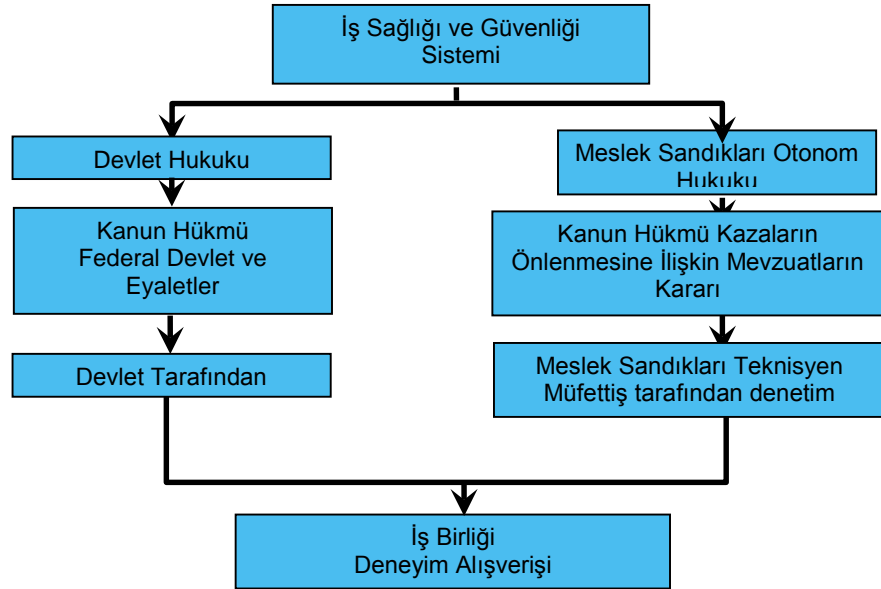 İş Sağlığı ve Güvenliği
Sistemi
Devlet Hukuku
Meslek Sandıkları Otonom
Hukuku
Kanun Hükmü
Federal Devlet ve
Eyaletler
Kanun Hükmü Kazaların
Önlenmesine İlişkin Mevzuatların
Kararı
Devlet Tarafından
Meslek Sandıkları Teknisyen
Müfettiş tarafından denetim
İş Birliği
Deneyim Alışverişi